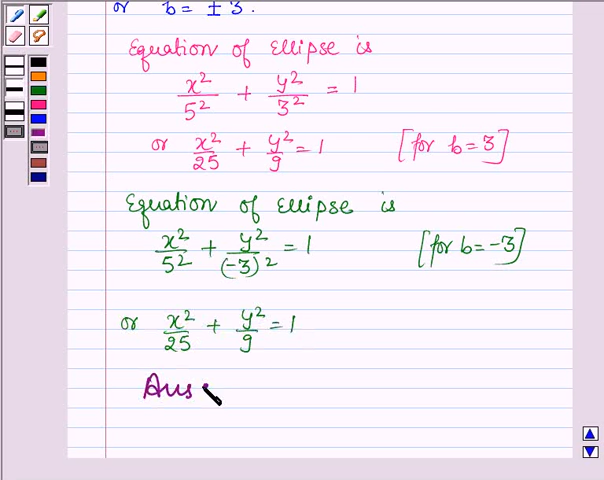 or b = ± 3.
Equation of Ellipse is
x²/5² + y²/3² = 1
or x²/25 + y²/9 = 1 [for b = 3]
Equation of Ellipse is
x²/5² + y²/(-3)² = 1 [for b = -3]
or x²/25 + y²/9 = 1
Ans